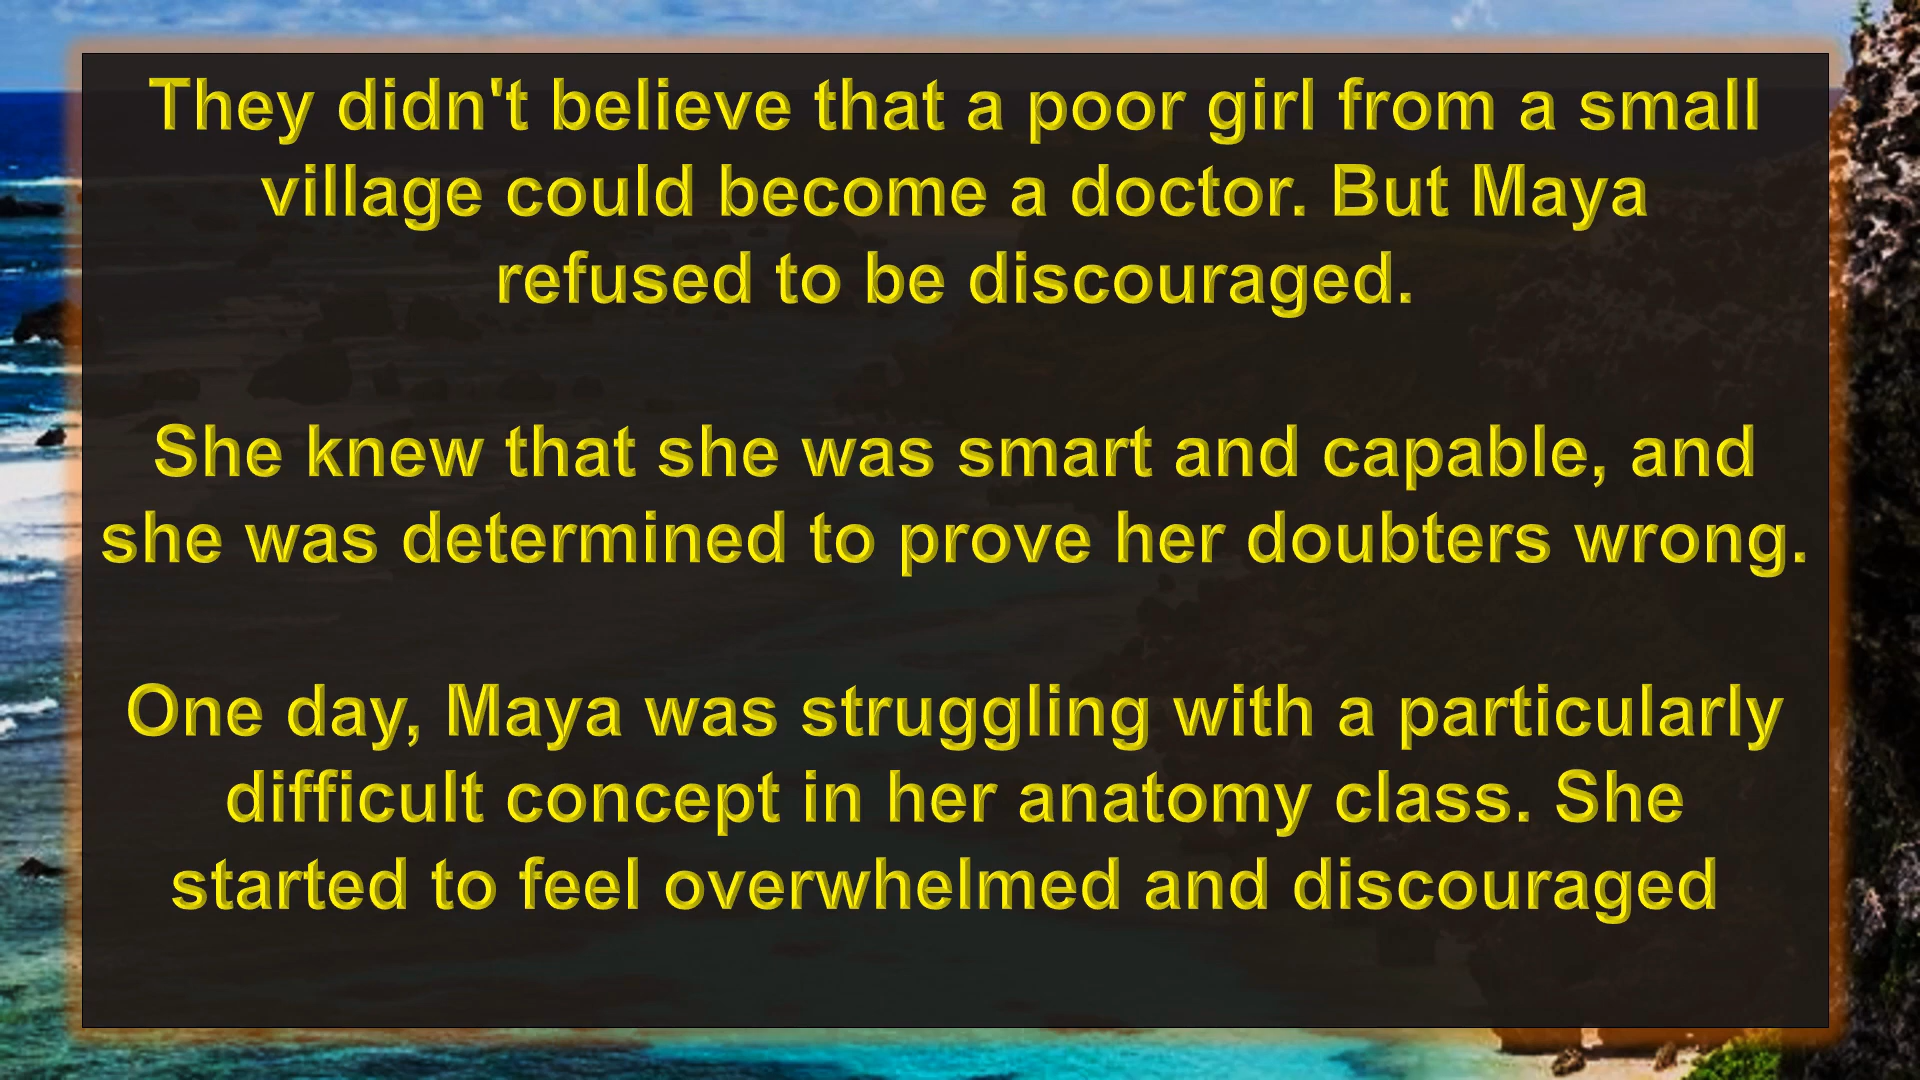 They didn't believe that a poor girl from a small
village could become a doctor. But Maya
refused to be discouraged.
She knew that she was smart and capable, and
she was determined to prove her doubters wrong.
One day, Maya was struggling with a particularly
difficult concept in her anatomy class. She
started to feel overwhelmed and discouraged